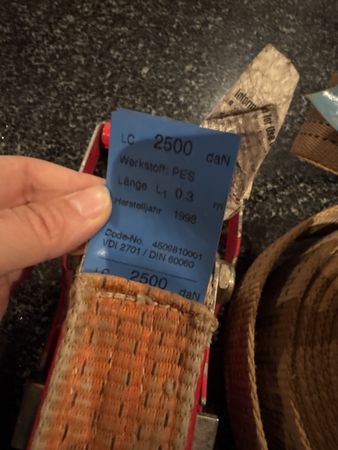 LC 2500 daN
Werkstoff: PES
Länge L1 0,3 m
Herstelljahr 1998
Code-No. 4509810001
VDI 2701 / DIN 60060
LC 2500 daN